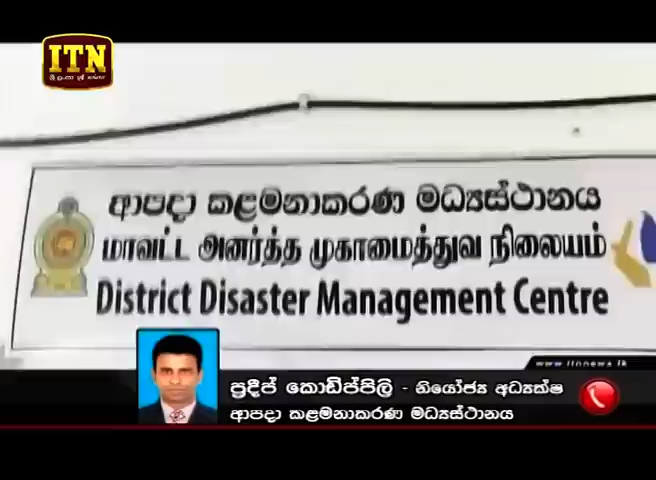 ITN
ආපදා කළමනාකරණ මධ්‍යස්ථානය
மாவட்ட அனர்த்த முகாமைத்துவ நிலையம்
District Disaster Management Centre
www.itnnews.lk
ප්‍රදීප් කොඩිප්පිලි - නියෝජ්‍ය අධ්‍යක්ෂ
ආපදා කළමනාකරණ මධ්‍යස්ථානය